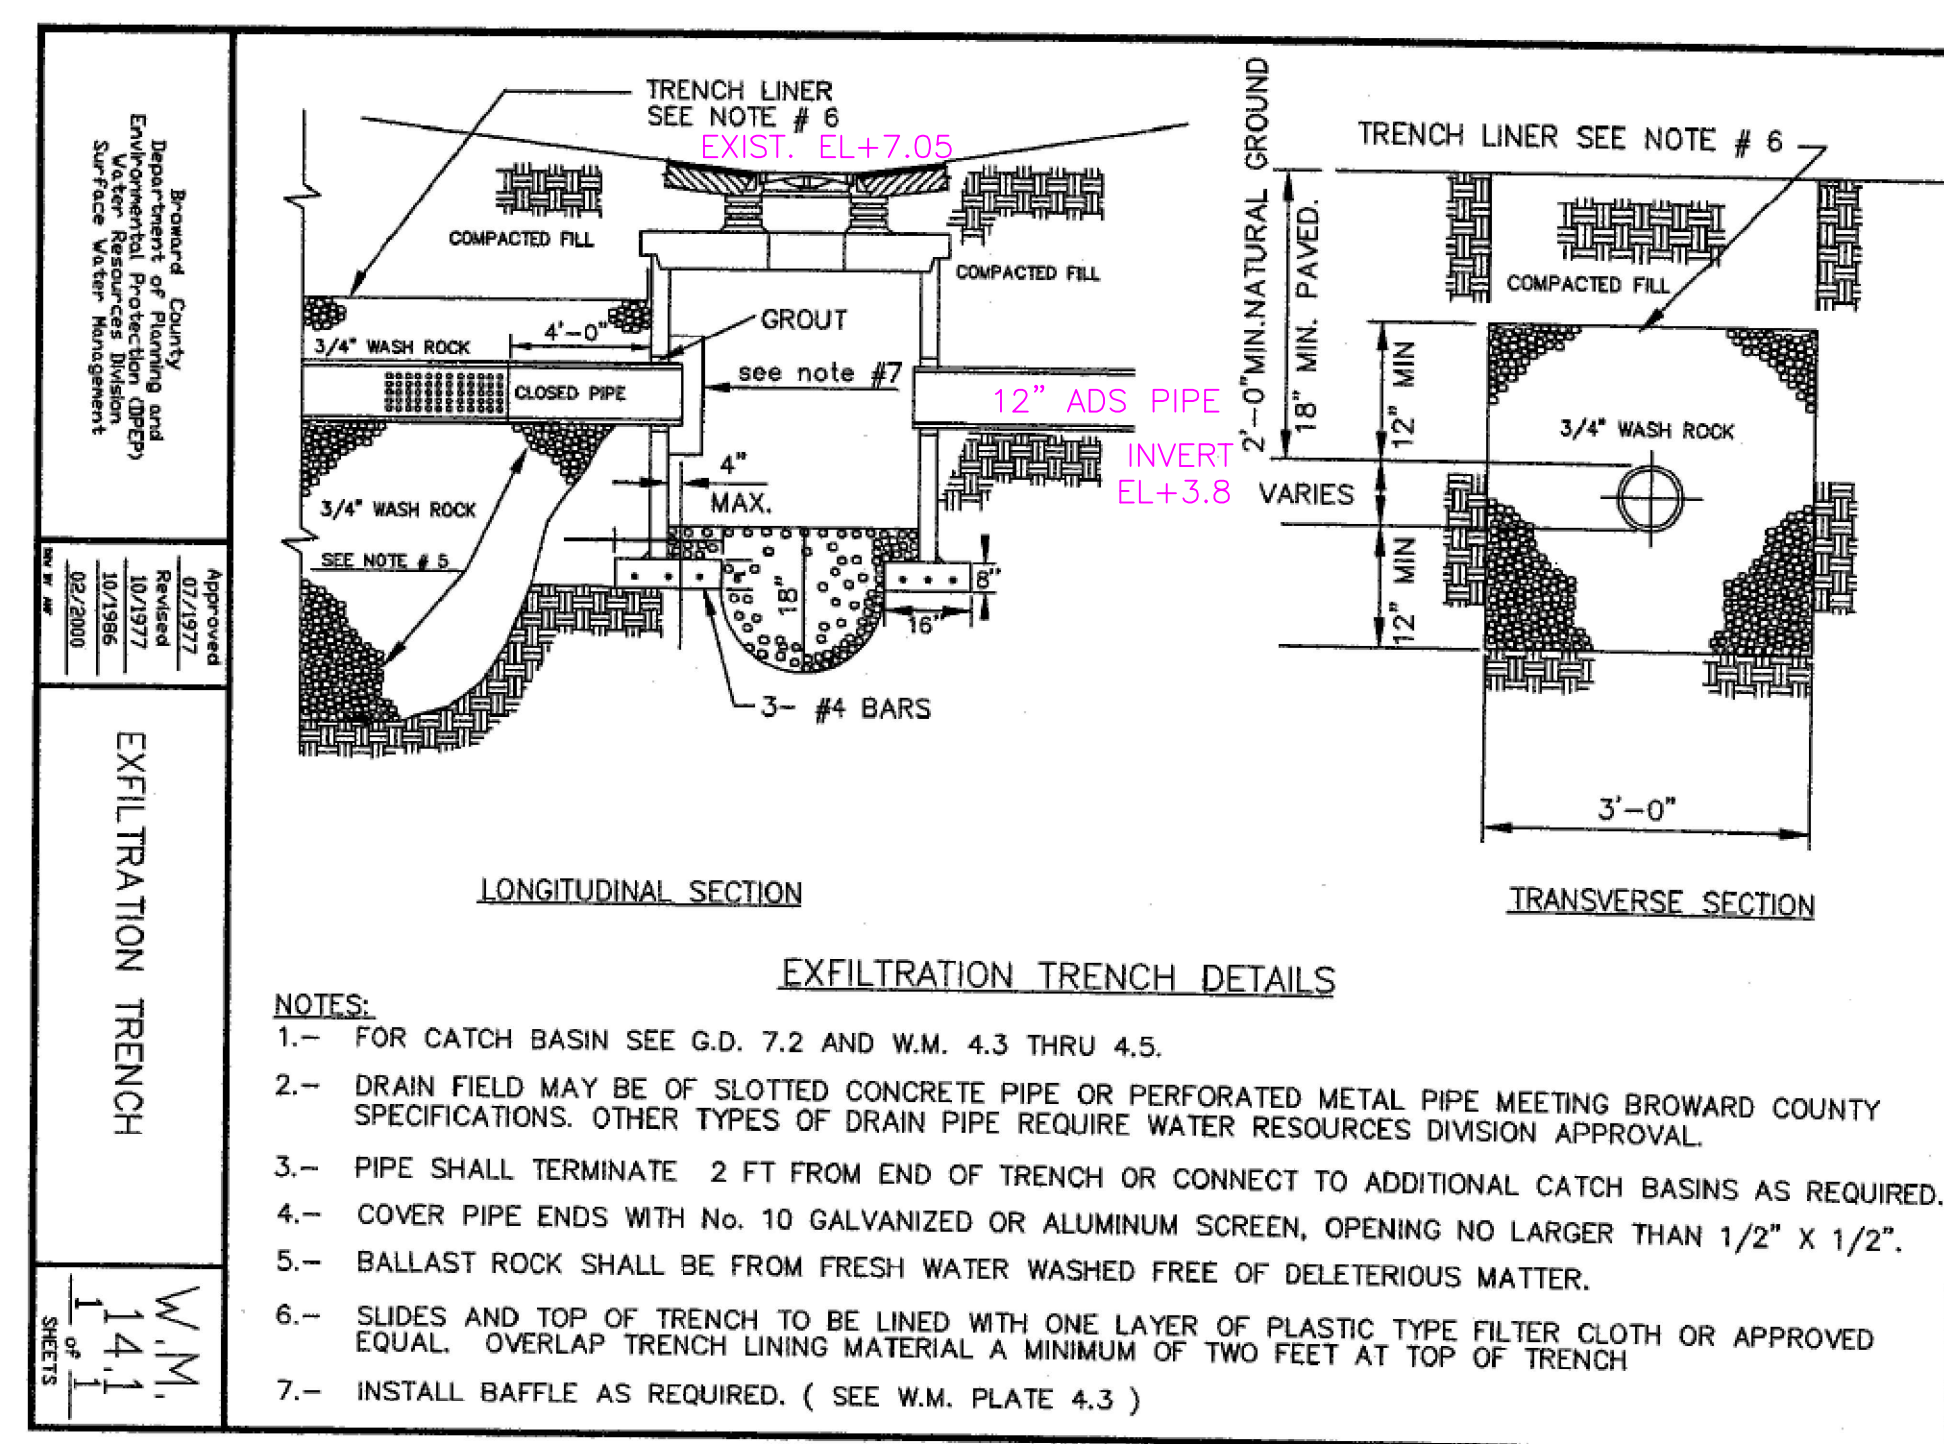 Broward County
Department of Planning and
Environmental Protection (DPEP)
Water Resources Division
Surface Water Management
Approved
07/1977
Revised
10/1977
10/1986
02/2000
EXFILTRATION TRENCH
W.M.
14.1
1 of 1
SHEETS
TRENCH LINER
SEE NOTE # 6
EXIST. EL+7.05
COMPACTED FILL
COMPACTED FILL
GROUT
4'-0"
3/4" WASH ROCK
CLOSED PIPE
see note #7
12" ADS PIPE
INVERT
EL+3.8
4"
MAX.
3/4" WASH ROCK
SEE NOTE # 5
18"
8"
16"
3- #4 BARS
LONGITUDINAL SECTION
2'-0"MIN.NATURAL GROUND
18" MIN. PAVED.
TRENCH LINER SEE NOTE # 6
COMPACTED FILL
12" MIN
3/4" WASH ROCK
VARIES
12" MIN
3'-0"
TRANSVERSE SECTION
EXFILTRATION TRENCH DETAILS
NOTES:
1.- FOR CATCH BASIN SEE G.D. 7.2 AND W.M. 4.3 THRU 4.5.
2.- DRAIN FIELD MAY BE OF SLOTTED CONCRETE PIPE OR PERFORATED METAL PIPE MEETING BROWARD COUNTY
SPECIFICATIONS. OTHER TYPES OF DRAIN PIPE REQUIRE WATER RESOURCES DIVISION APPROVAL.
3.- PIPE SHALL TERMINATE 2 FT FROM END OF TRENCH OR CONNECT TO ADDITIONAL CATCH BASINS AS REQUIRED.
4.- COVER PIPE ENDS WITH No. 10 GALVANIZED OR ALUMINUM SCREEN, OPENING NO LARGER THAN 1/2" X 1/2".
5.- BALLAST ROCK SHALL BE FROM FRESH WATER WASHED FREE OF DELETERIOUS MATTER.
6.- SLIDES AND TOP OF TRENCH TO BE LINED WITH ONE LAYER OF PLASTIC TYPE FILTER CLOTH OR APPROVED
EQUAL. OVERLAP TRENCH LINING MATERIAL A MINIMUM OF TWO FEET AT TOP OF TRENCH
7.- INSTALL BAFFLE AS REQUIRED. ( SEE W.M. PLATE 4.3 )